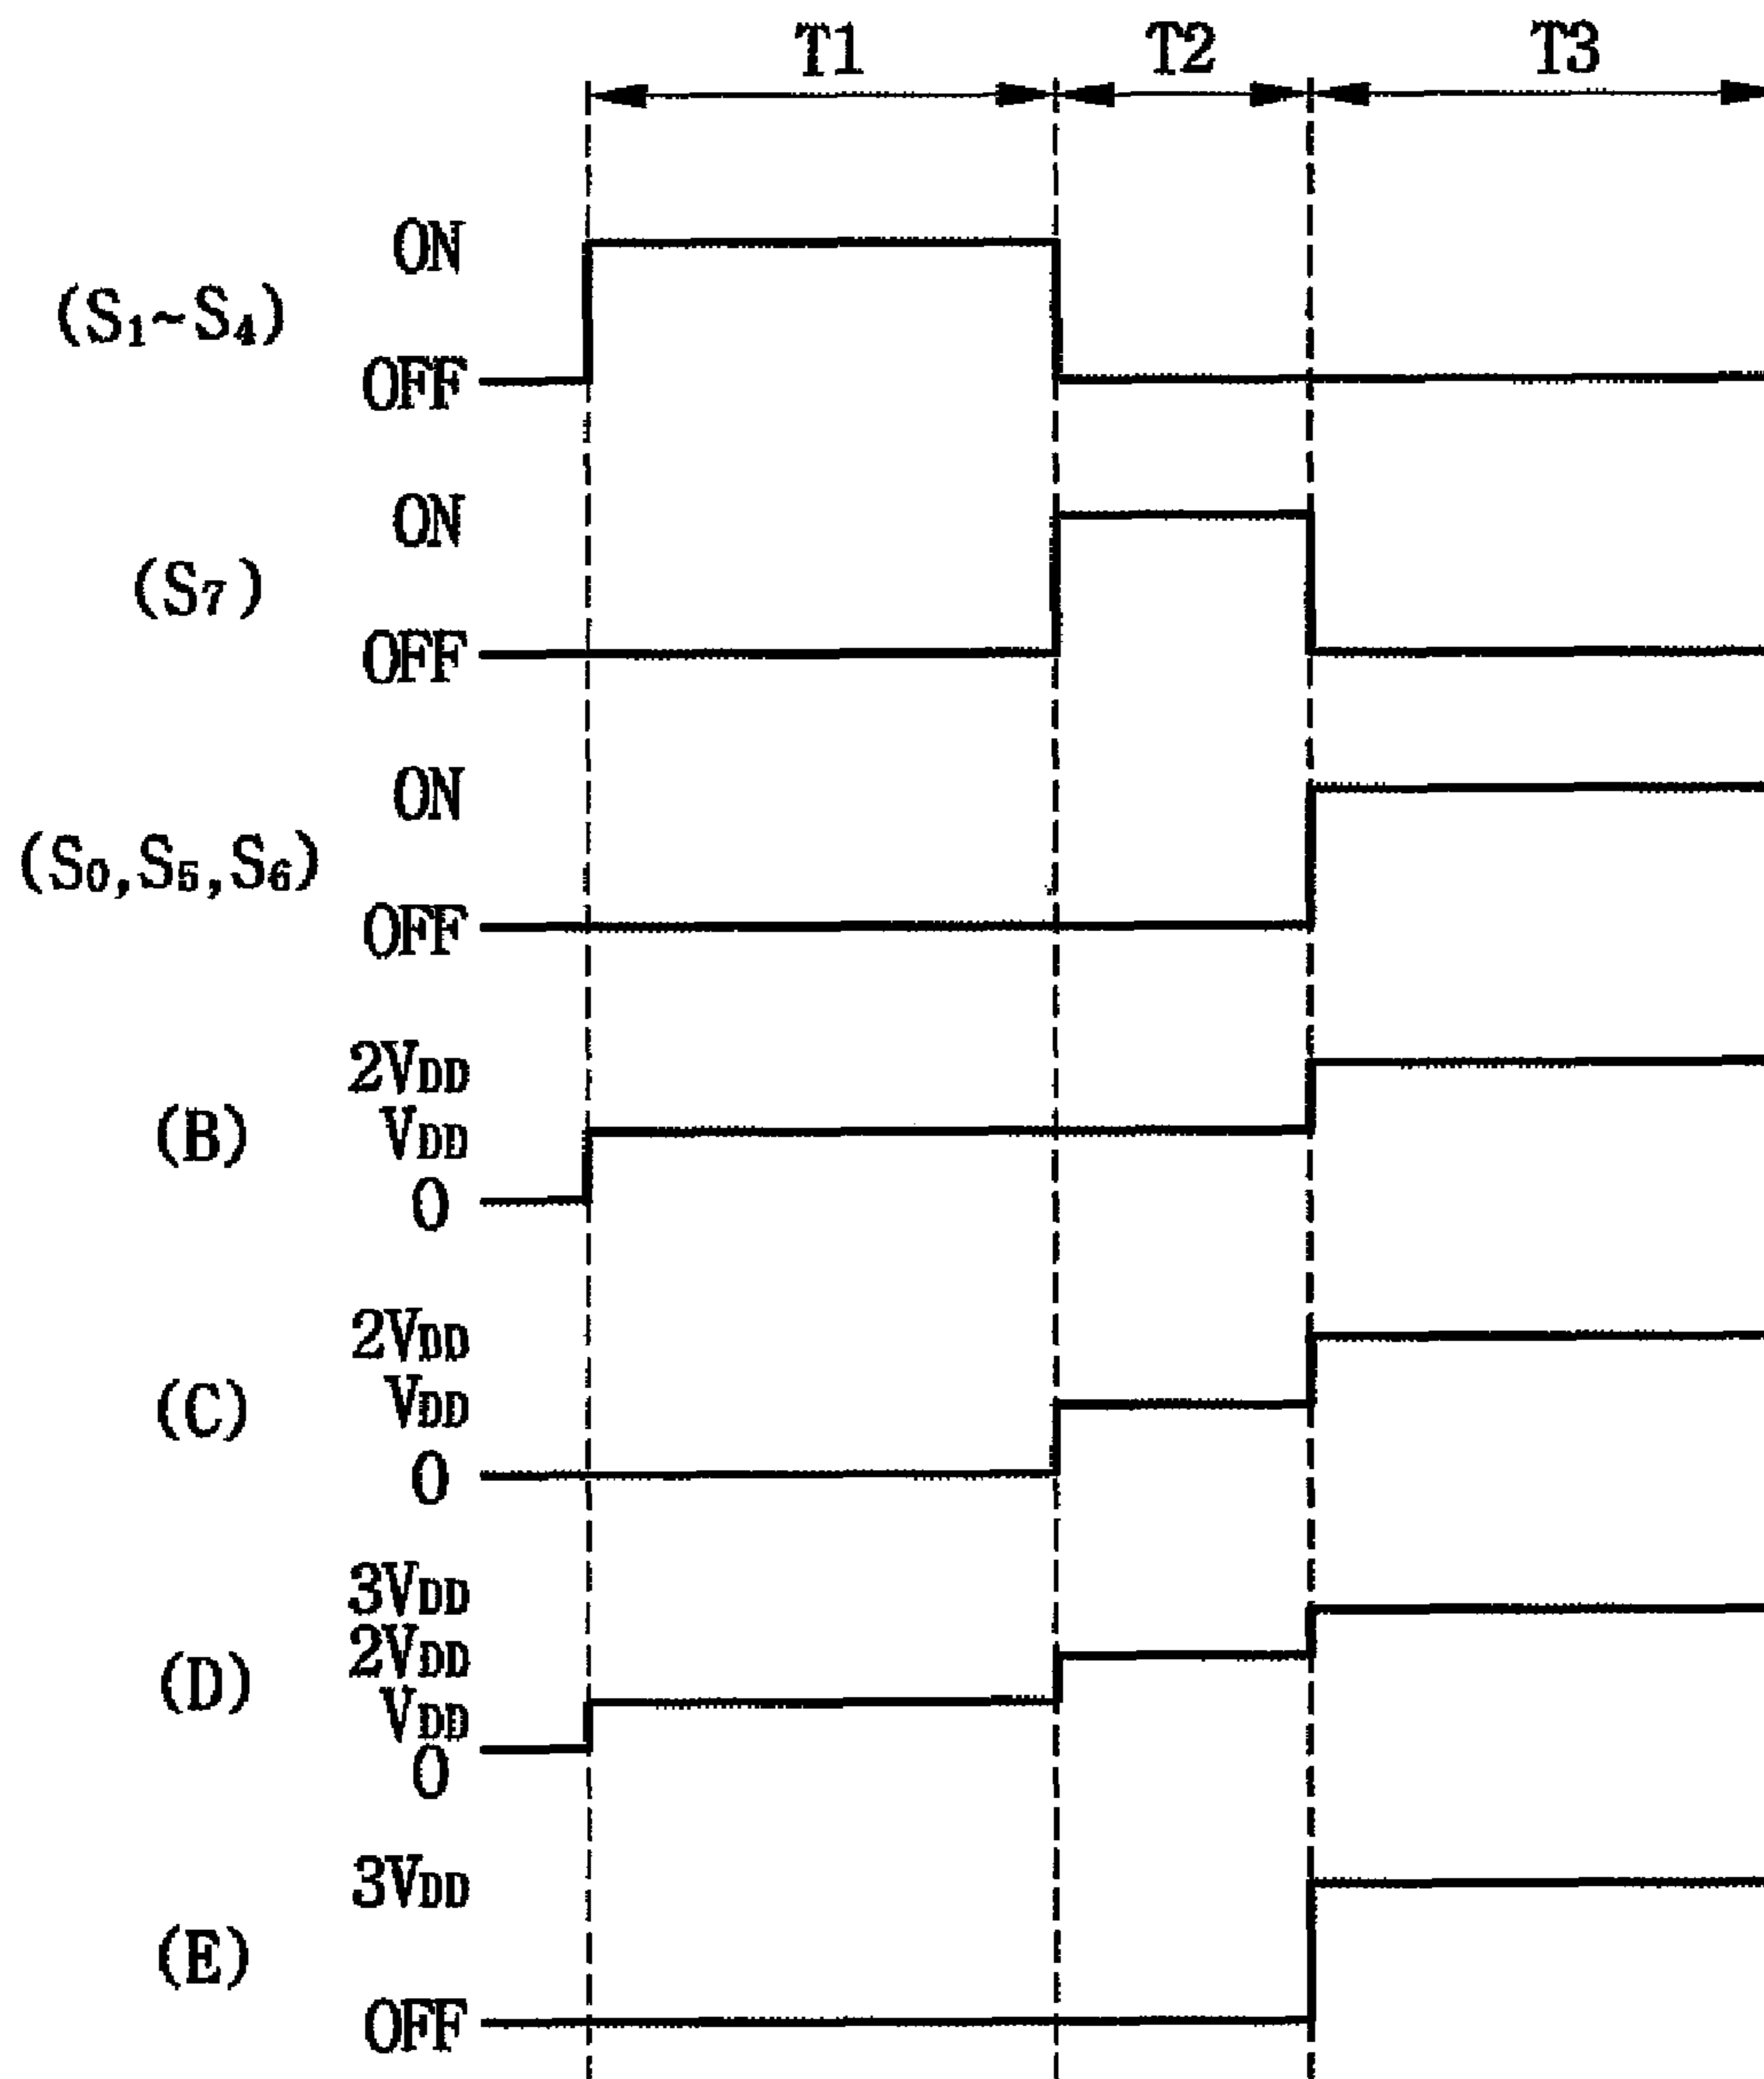 T1 T2 T3
ON
(S₁~S₄)
OFF
ON
(S₇)
OFF
ON
(S₀,S₅,S₆)
OFF
2VDD
(B) VDD
0
2VDD
(C) VDD
0
3VDD
2VDD
(D)
VDD
0
3VDD
(E)
OFF